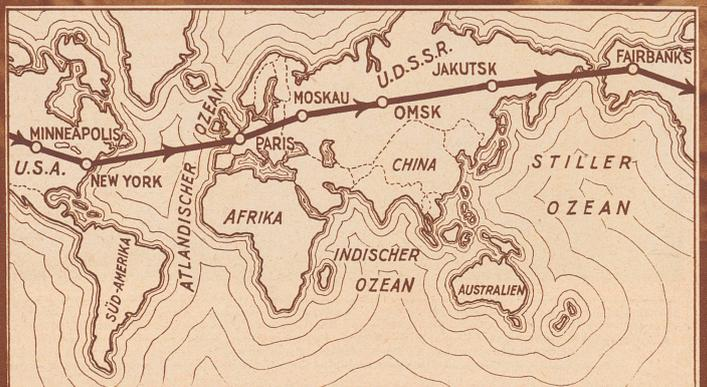 FAIRBANKS
U.D.S.S.R.
JAKUTSK
MOSKAU
OMSK
MINNEAPOLIS
PARIS
U.S.A.
NEW YORK
CHINA
STILLER
OZEAN
ATLANDISCHER OZEAN
AFRIKA
INDISCHER
OZEAN
SÜD-AMERIKA
AUSTRALIEN